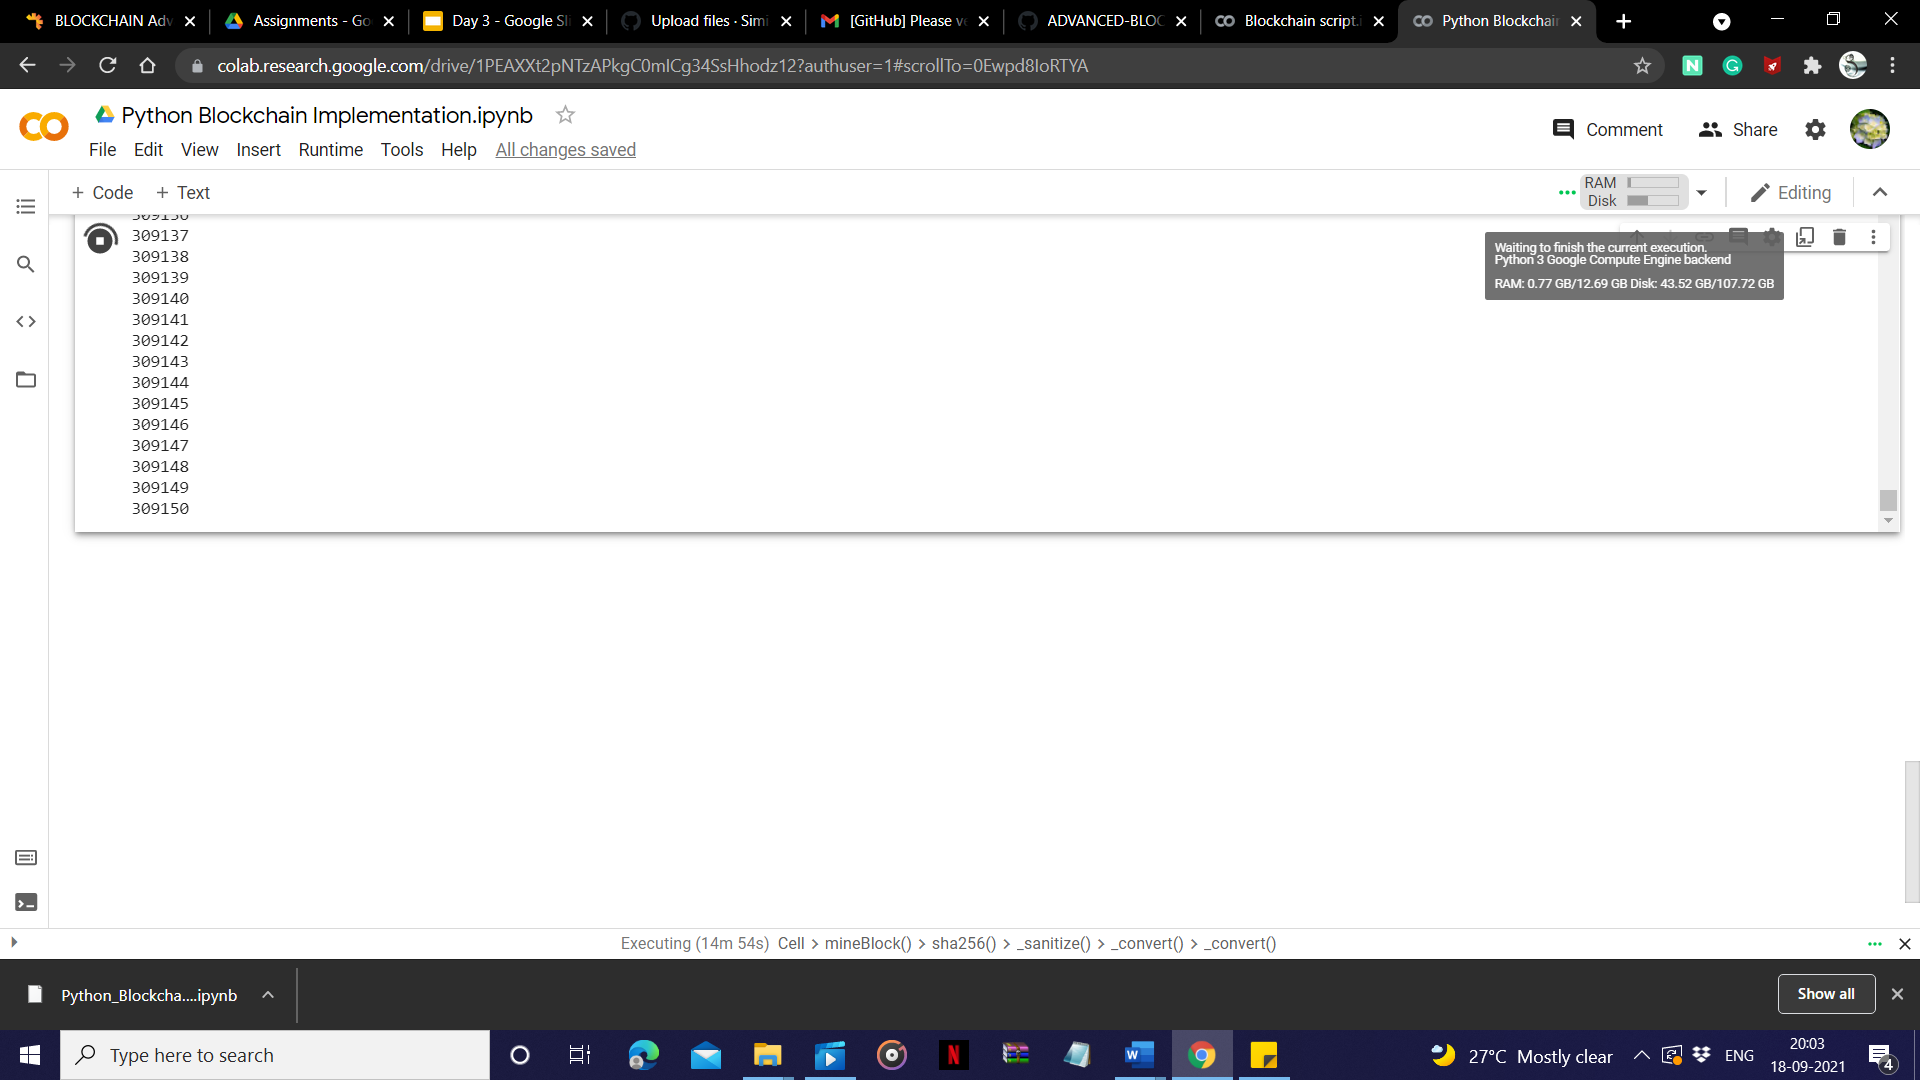 BLOCKCHAIN Adv
Assignments - Go
Day 3 - Google Sli
Upload files · Simi
[GitHub] Please ve
ADVANCED-BLOC
Blockchain script.i
Python Blockchain
colab.research.google.com/drive/1PEAXXt2pNTzAPkgC0mICg34SsHhodz12?authuser=1#scrollTo=0Ewpd8IoRTYA
Python Blockchain Implementation.ipynb
Comment
Share
File Edit View Insert Runtime Tools Help All changes saved
+ Code + Text
RAM
Disk
Editing
309136
309137
309138
309139
309140
309141
309142
309143
309144
309145
309146
309147
309148
309149
309150
Waiting to finish the current execution.
Python 3 Google Compute Engine backend
RAM: 0.77 GB/12.69 GB Disk: 43.52 GB/107.72 GB
Executing (14m 54s) Cell > mineBlock() > sha256() > _sanitize() > _convert() > _convert()
Python_Blockcha....ipynb
Show all
Type here to search
27°C Mostly clear
ENG
20:03
18-09-2021
4